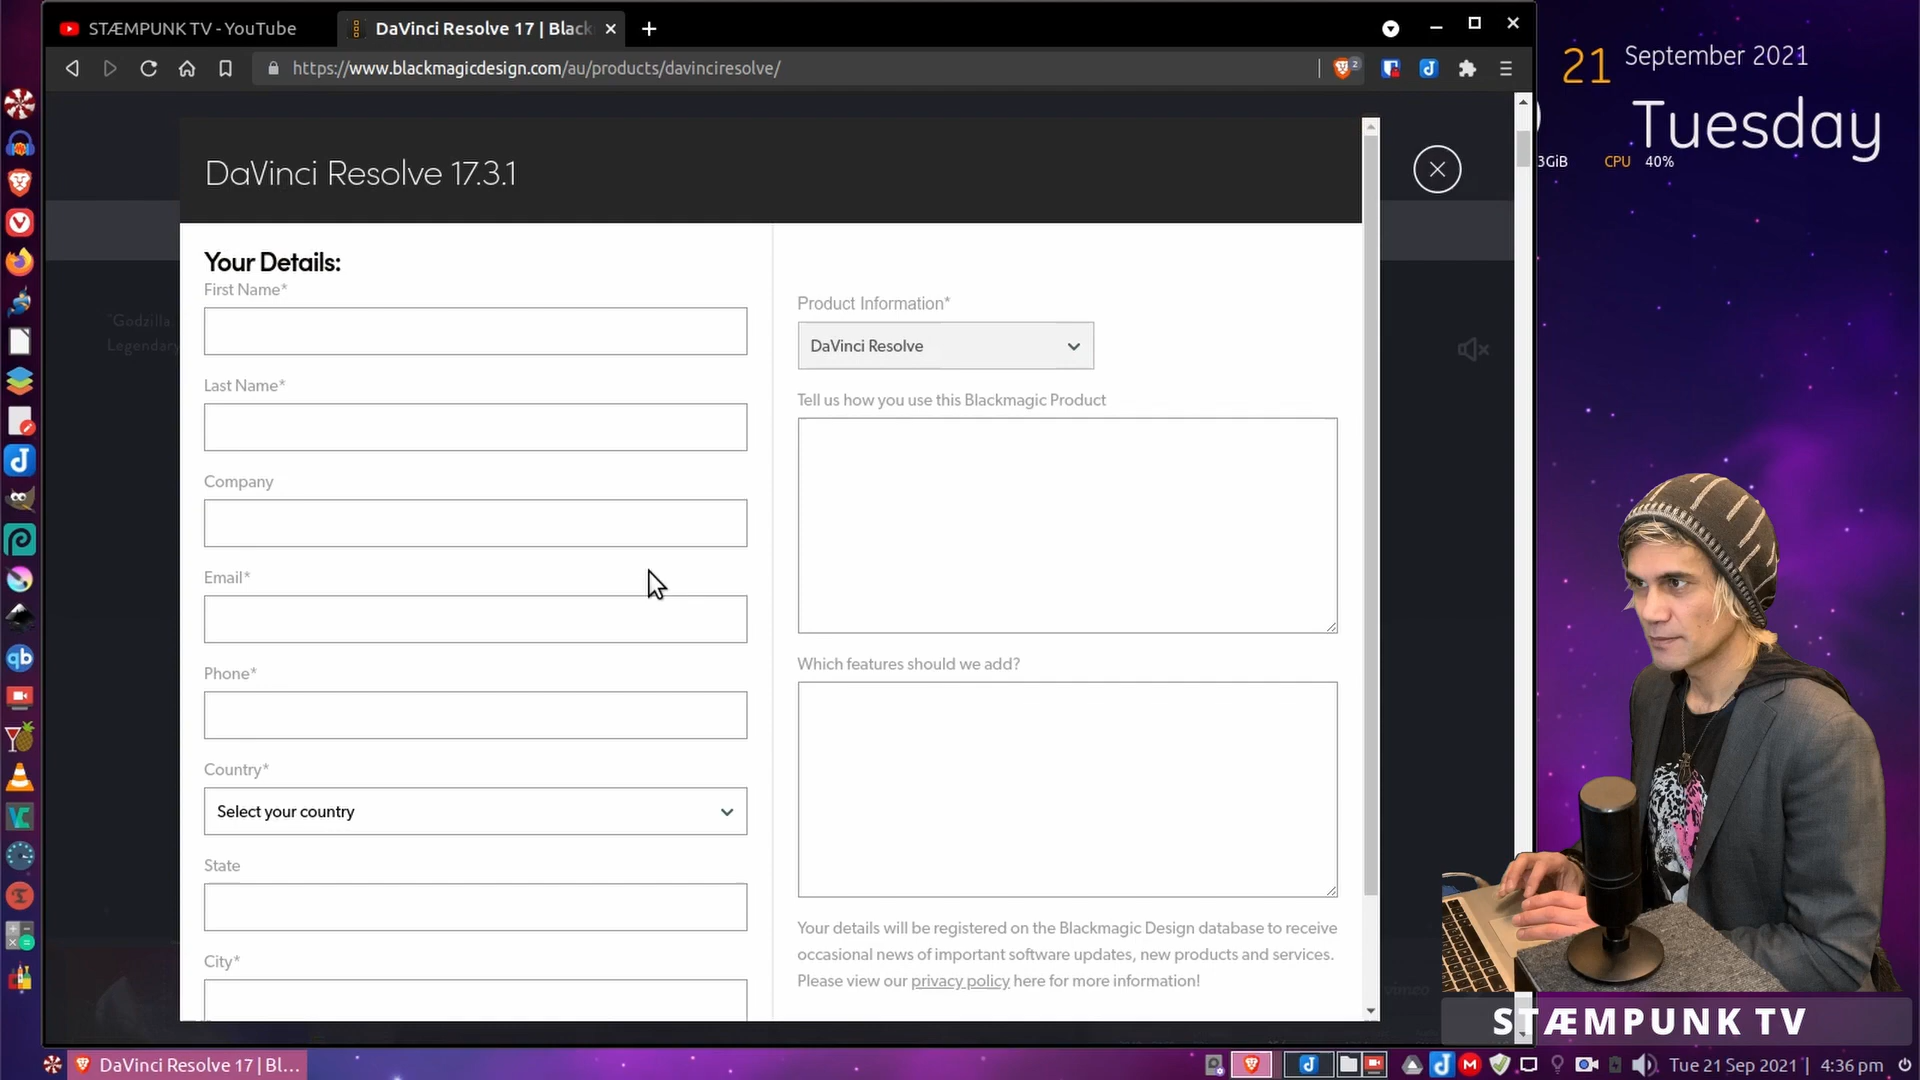 STÆMPUNK TV - YouTube
DaVinci Resolve 17 | Black
https://www.blackmagicdesign.com/au/products/davinciresolve/
2
21 September 2021
Tuesday
3GiB CPU 40%
DaVinci Resolve 17.3.1
"Godzilla
Legendary
Your Details:
First Name*
Last Name*
Company
Email*
Phone*
Country*
Select your country
State
City*
Product Information*
DaVinci Resolve
Tell us how you use this Blackmagic Product
Which features should we add?
Your details will be registered on the Blackmagic Design database to receive
occasional news of important software updates, new products and services.
Please view our privacy policy here for more information!
vimeo
STÆMPUNK TV
DaVinci Resolve 17 | Bl...
Tue 21 Sep 2021 | 4:36 pm